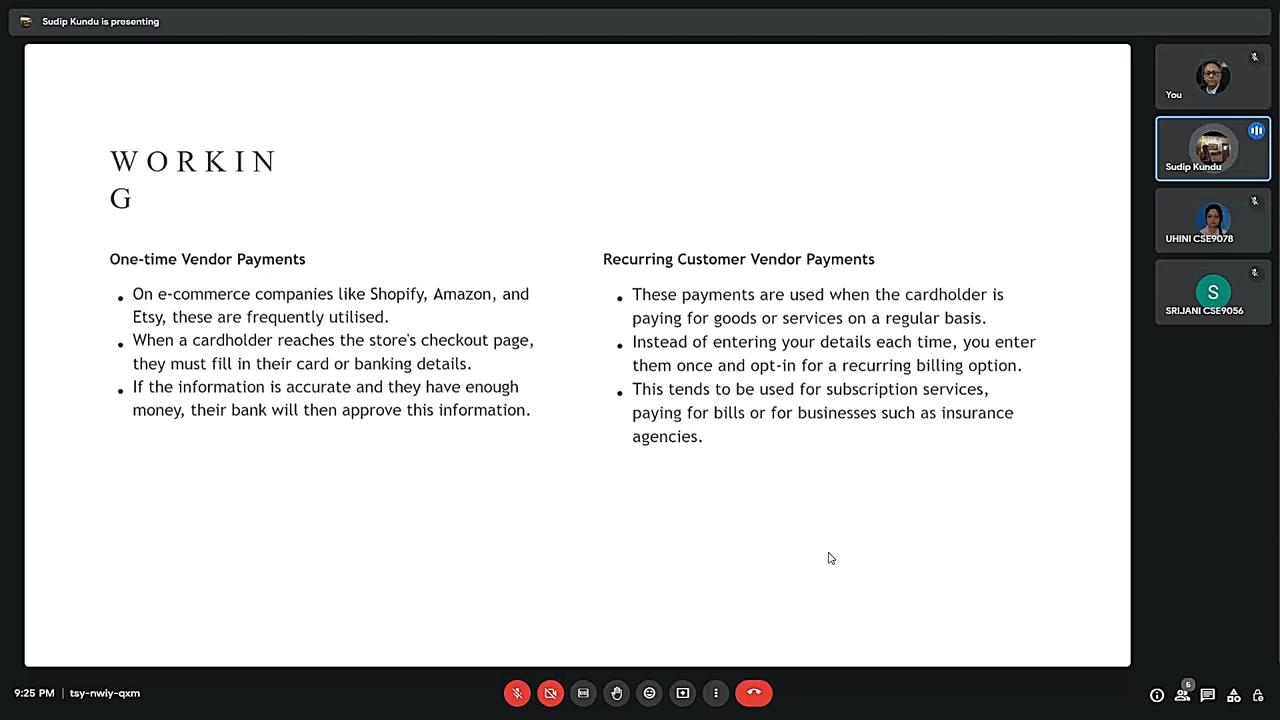 Sudip Kundu is presenting
WORKIN
G
One-time Vendor Payments
On e-commerce companies like Shopify, Amazon, and
Etsy, these are frequently utilised.
When a cardholder reaches the store's checkout page,
they must fill in their card or banking details.
If the information is accurate and they have enough
money, their bank will then approve this information.
Recurring Customer Vendor Payments
These payments are used when the cardholder is
paying for goods or services on a regular basis.
Instead of entering your details each time, you enter
them once and opt-in for a recurring billing option.
This tends to be used for subscription services,
paying for bills or for businesses such as insurance
agencies.
You
Sudip Kundu
UHINI CSE9078
S
SRIJANI CSE9056
9:25 PM | tsy-nwiy-qxm